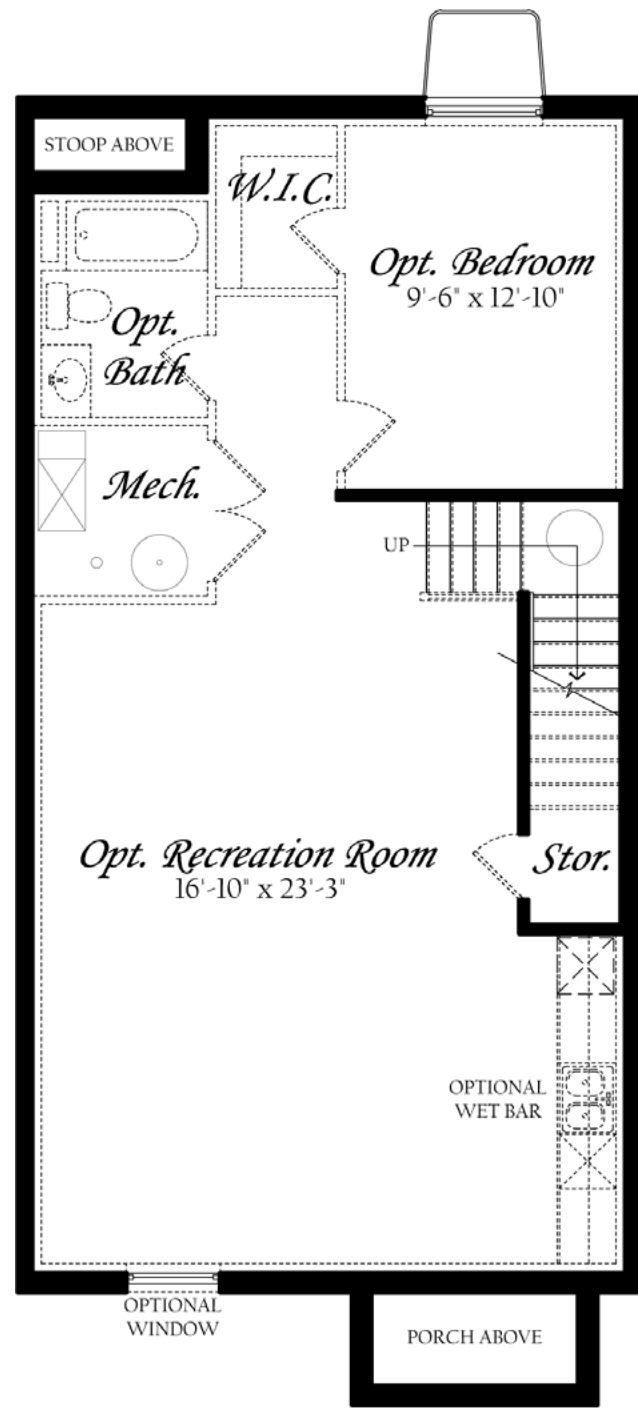 STOOP ABOVE
W.I.C.
Opt. Bedroom
9'-6" x 12'-10"
Opt.
Bath
Mech.
UP
Opt. Recreation Room
16'-10" x 23'-3"
Stor.
OPTIONAL
WET BAR
OPTIONAL
WINDOW
PORCH ABOVE